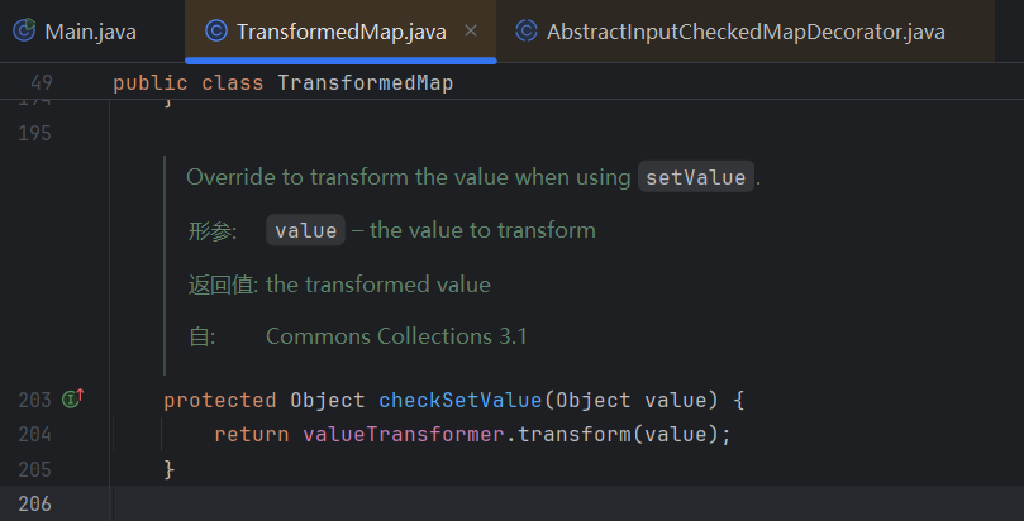 Main.java TransformedMap.java × AbstractInputCheckedMapDecorator.java
49 public class TransformedMap
194 }
195
Override to transform the value when using setValue.
形参: value – the value to transform
返回值: the transformed value
自: Commons Collections 3.1
203 protected Object checkSetValue(Object value) {
204 return valueTransformer.transform(value);
205 }
206